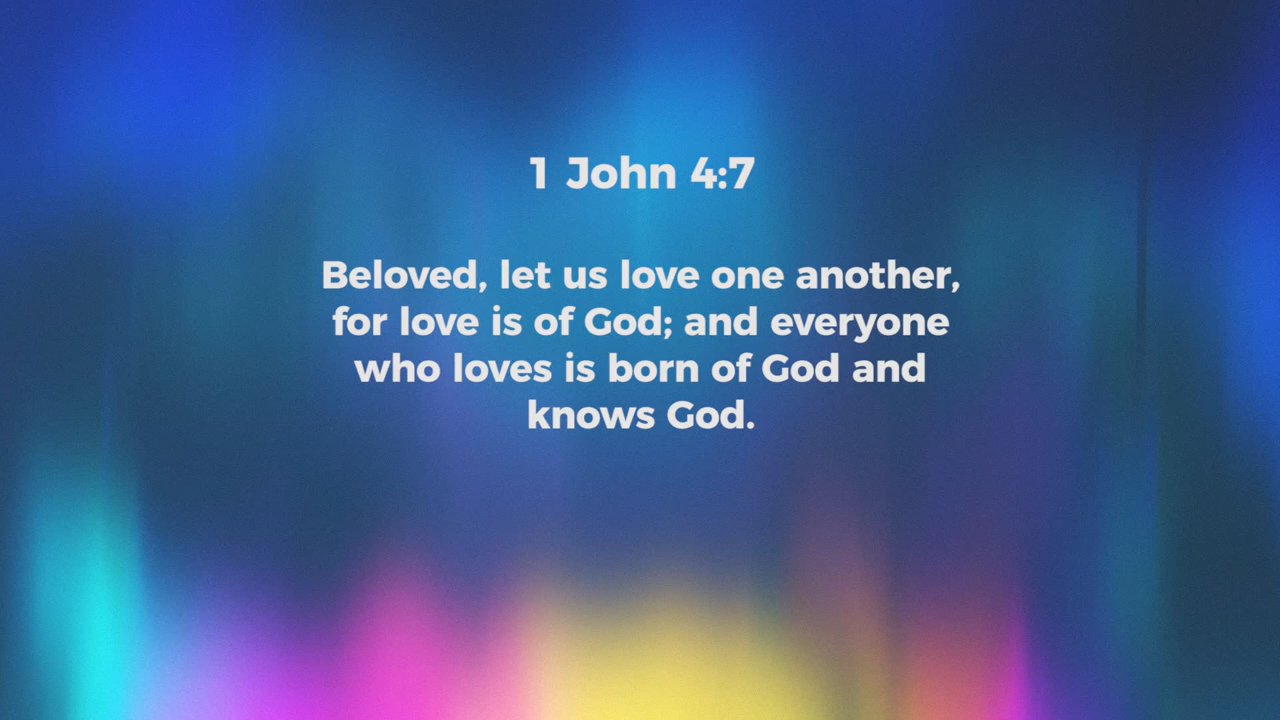 1 John 4:7
Beloved, let us love one another,
for love is of God; and everyone
who loves is born of God and
knows God.